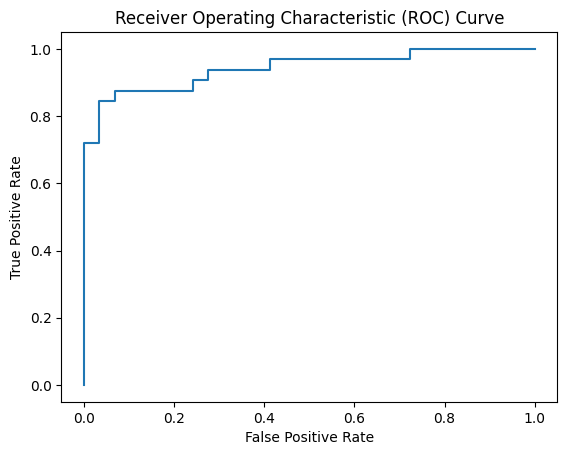 Receiver Operating Characteristic (ROC) Curve
1.0
0.8
0.6
0.4
0.2
0.0
True Positive Rate
0.0 0.2 0.4 0.6 0.8 1.0
False Positive Rate